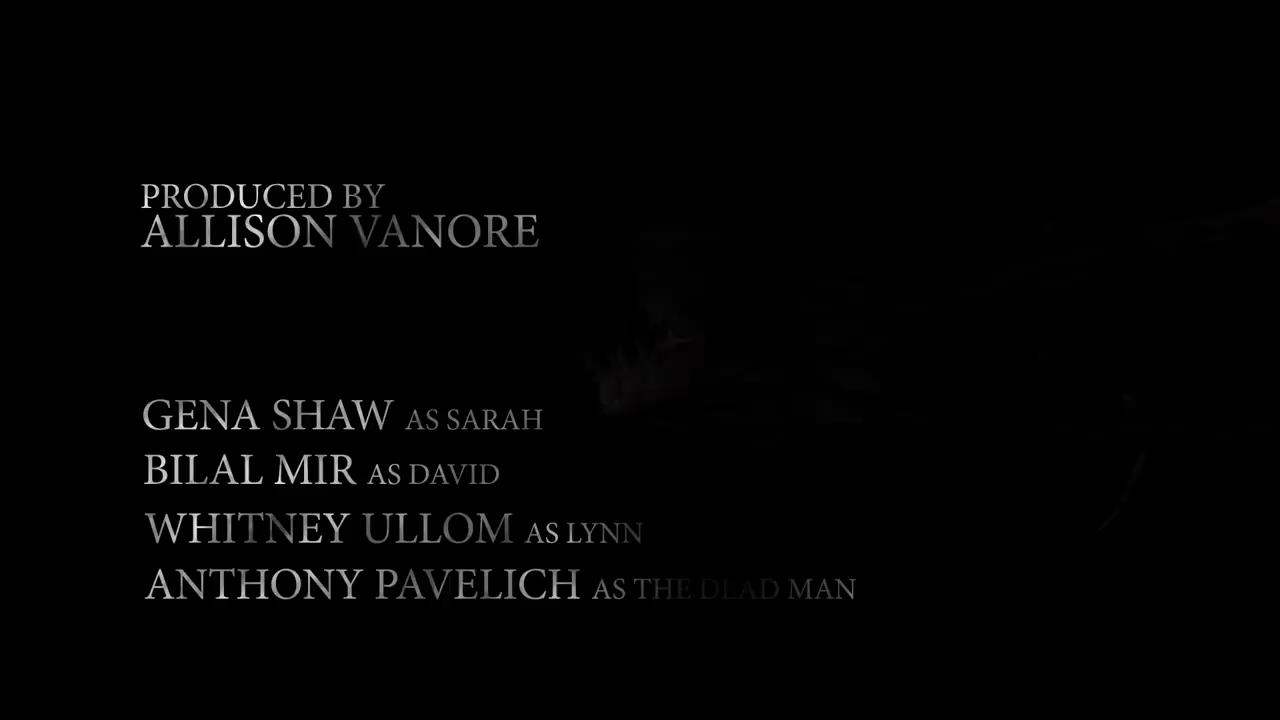 PRODUCED BY
ALLISON VANORE
GENA SHAW AS SARAH
BILAL MIR AS DAVID
WHITNEY ULLOM AS LYNN
ANTHONY PAVELICH AS THE DEAD MAN